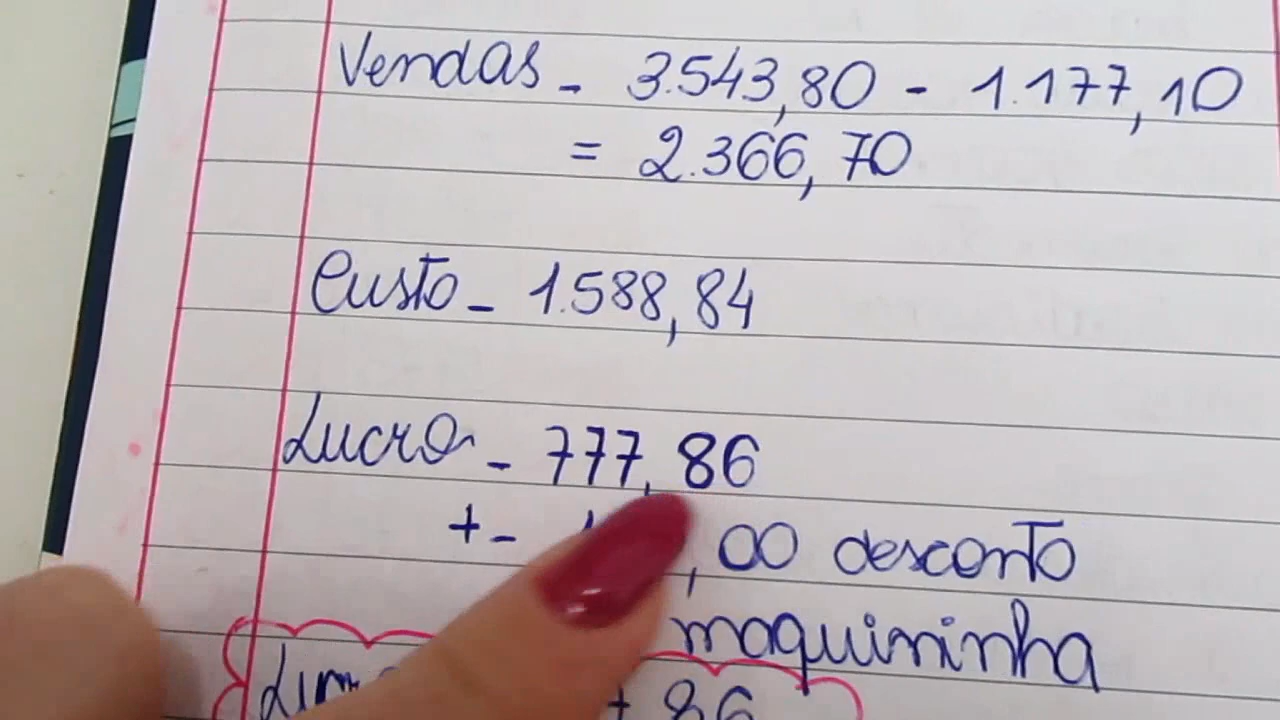 Vendas - 3.543,80 - 1.177,10
= 2.366,70
Custo - 1.588,84
Lucro - 777,86
+- ,00 desconto
maquininha
86